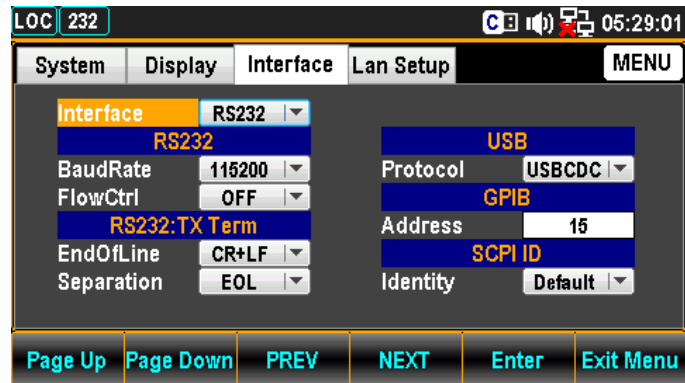 LOC 232 C 05:29:01
System Display Interface Lan Setup MENU
Interface RS232
RS232
BaudRate 115200
FlowCtrl OFF
RS232:TX Term
EndOfLine CR+LF
Separation EOL
USB
Protocol USBCDC
GPIB
Address 15
SCPI ID
Identity Default
Page Up Page Down PREV NEXT Enter Exit Menu